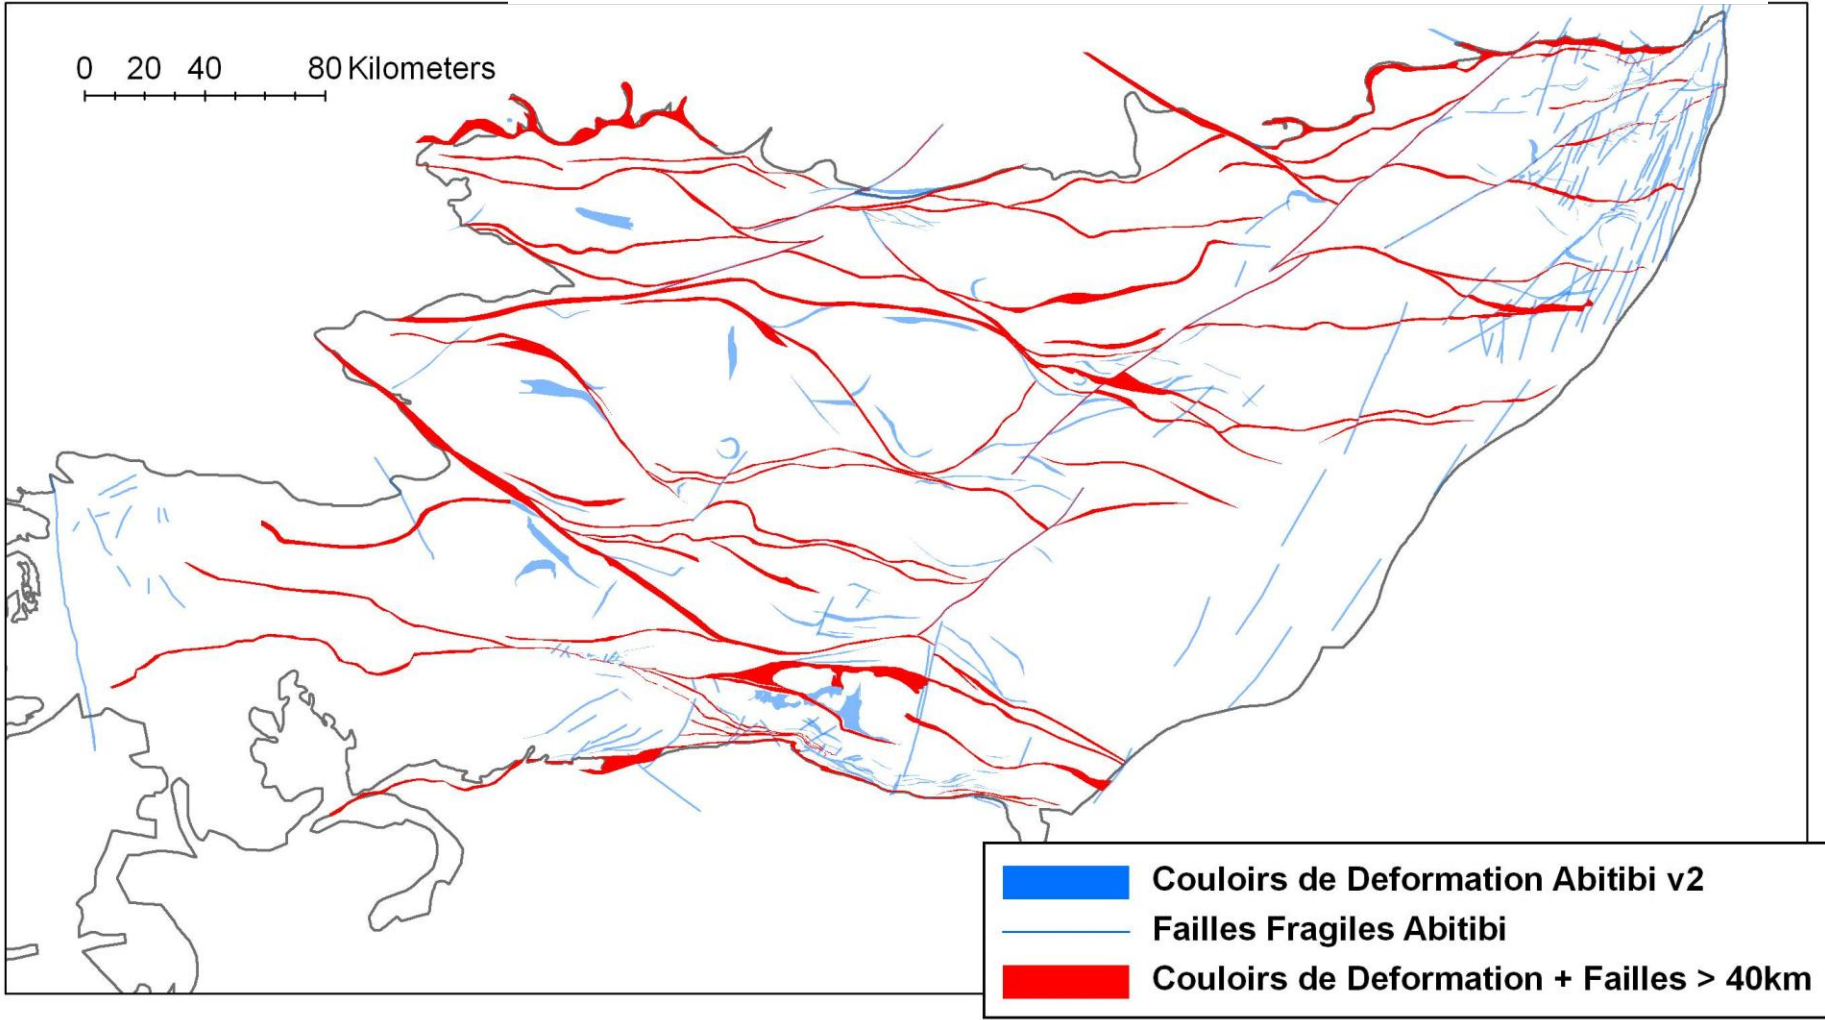 0 20 40 80 Kilometers
Couloirs de Deformation Abitibi v2
Failles Fragiles Abitibi
Couloirs de Deformation + Failles > 40km